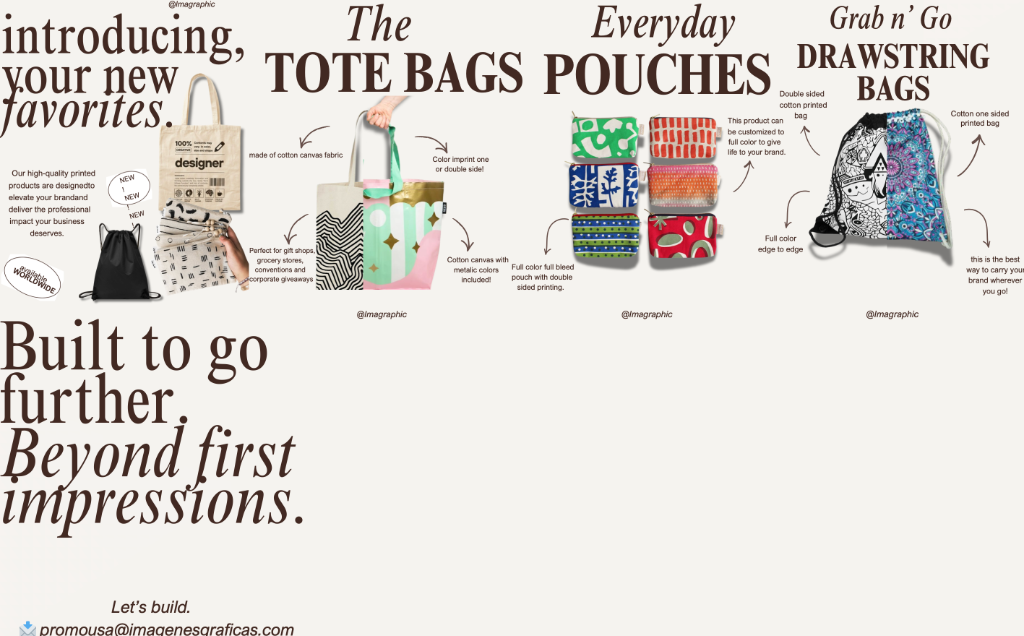 @Imagraphic
introducing,
your new
favorites.
Our high-quality printed
products are designedto
elevate your brandand
deliver the professional
impact your business
deserves.
NEW
!
NEW
!
NEW
100%
designer
Available
WORLDWIDE
The
TOTE BAGS
made of cotton canvas fabric
Color imprint one
or double side!
Perfect for gift shops,
grocery stores,
conventions and
corporate giveaways
Cotton canvas with
metalic colors
included!
@Imagraphic
Everyday
POUCHES
This product can
be customized to
full color to give
life to your brand.
Full color full bleed
pouch with double
sided printing.
@Imagraphic
Grab n' Go
DRAWSTRING
BAGS
Double sided
cotton printed
bag
Cotton one sided
printed bag
Full color
edge to edge
this is the best
way to carry your
brand wherever
you go!
@Imagraphic
Built to go
further.
Beyond first
impressions.
Let's build.
promousa@imagenesgraficas.com